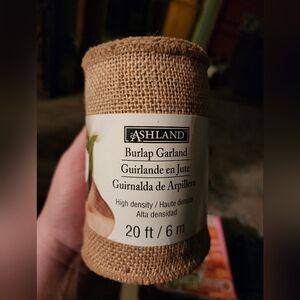 ASHLAND
Burlap Garland
Guirlande en Jute
Guirnalda de Arpillera
High density / Haute densité
Alta densidad
20 ft / 6 m